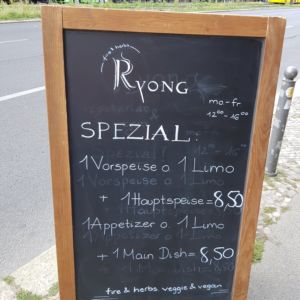 fire & herbs
RYONG
mo-fr
12⁰⁰-16⁰⁰
SPEZIAL.
1 Vorspeise o 1 Limo
+ 1 Hauptspeise = 8,50
1 Appetizer o 1 Limo
+ 1 Main Dish = 8,50
fire & herbs. veggie & vegan